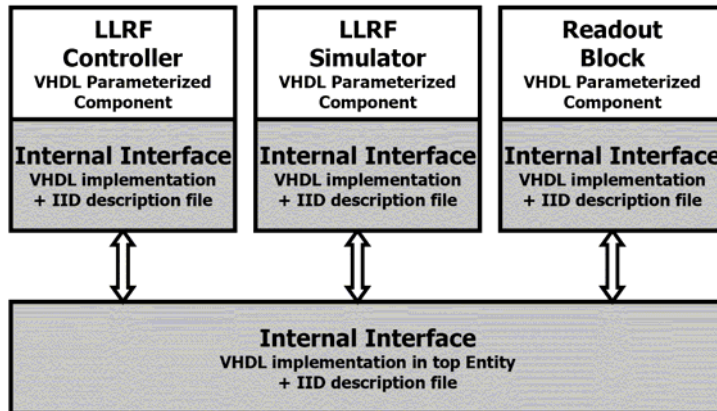 LLRF
Controller
VHDL Parameterized
Component
Internal Interface
VHDL implementation
+ IID description file
LLRF
Simulator
VHDL Parameterized
Component
Internal Interface
VHDL implementation
+ IID description file
Readout
Block
VHDL Parameterized
Component
Internal Interface
VHDL implementation
+ IID description file
Internal Interface
VHDL implementation in top Entity
+ IID description file